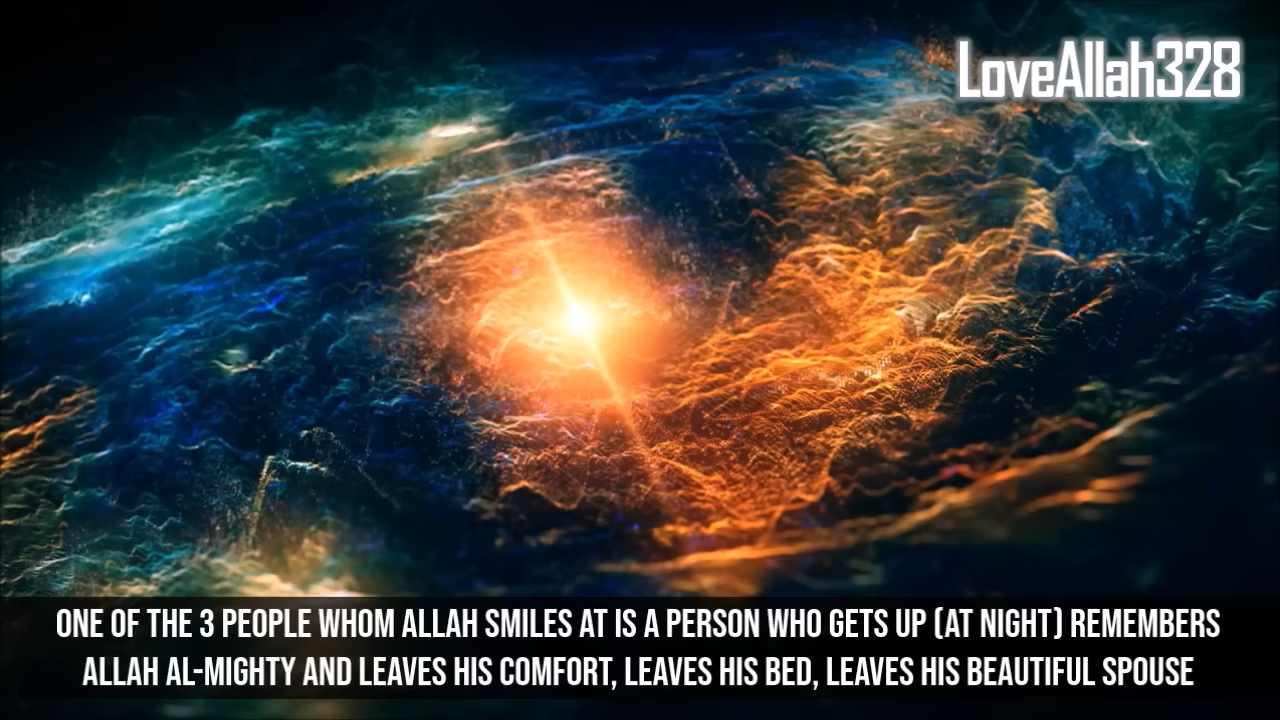 LoveAllah328
ONE OF THE 3 PEOPLE WHOM ALLAH SMILES AT IS A PERSON WHO GETS UP (AT NIGHT) REMEMBERS
ALLAH AL-MIGHTY AND LEAVES HIS COMFORT, LEAVES HIS BED, LEAVES HIS BEAUTIFUL SPOUSE